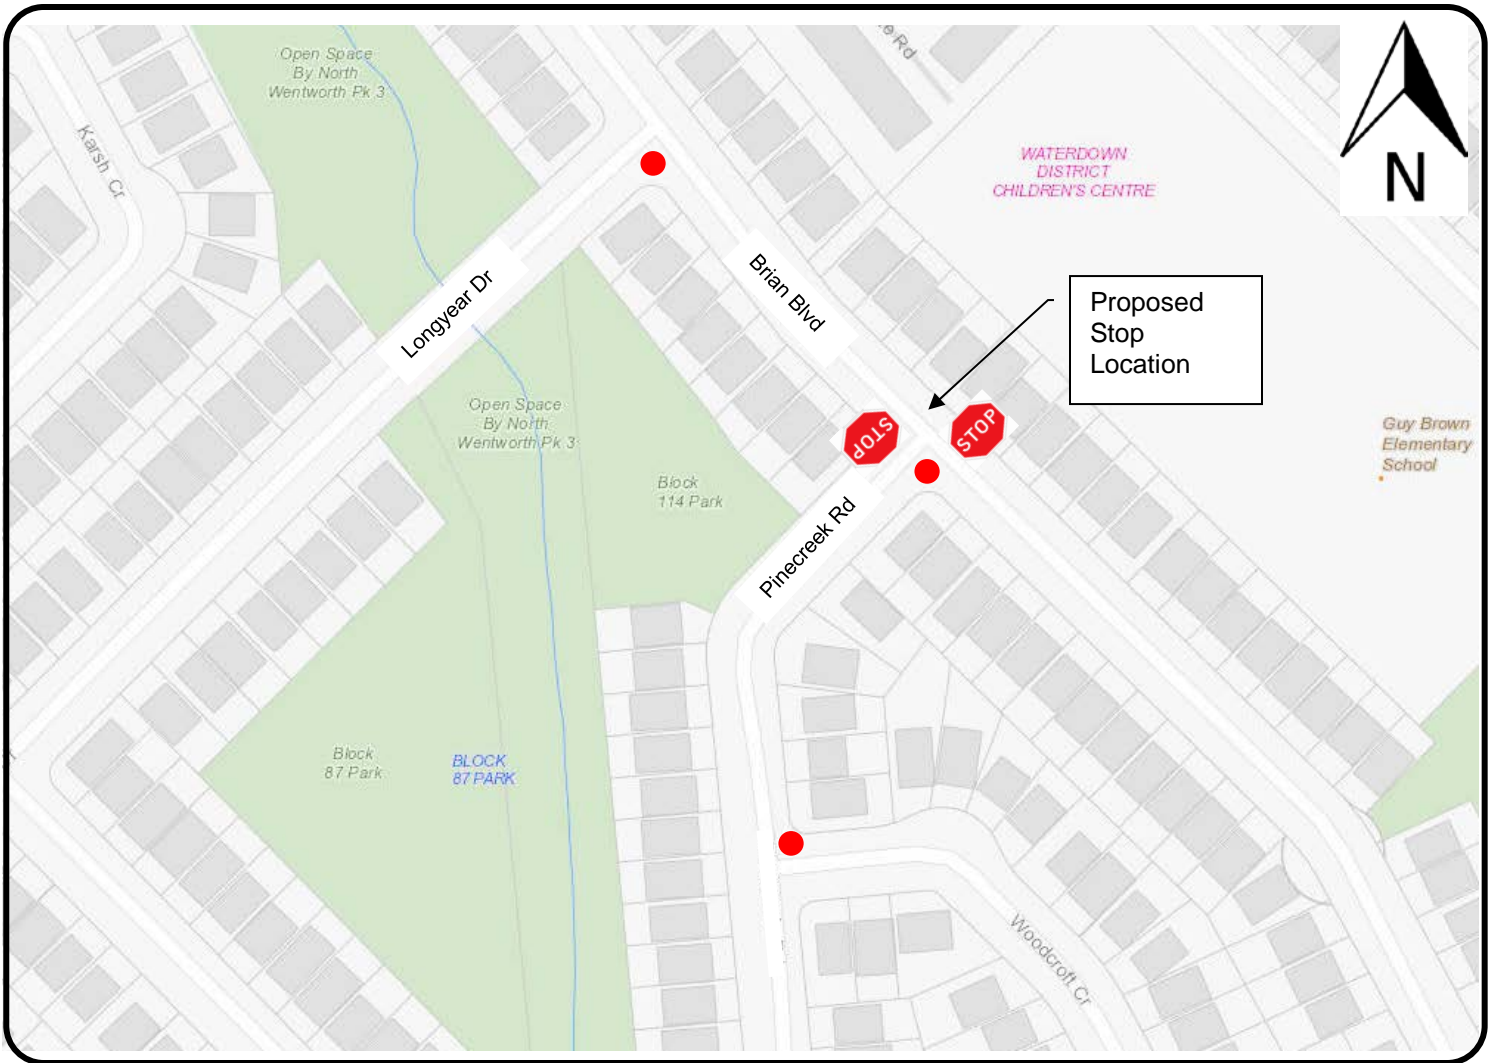 Open Space
By North
Wentworth Pk 3
e Rd
N
Karsh Cr
WATERDOWN
DISTRICT
CHILDREN'S CENTRE
Longyear Dr
Brian Blvd
Proposed
Stop
Location
Open Space
By North
Wentworth Pk 3
STOP
STOP
Guy Brown
Elementary
School
Block
114 Park
Pinecreek Rd
Block
87 Park
BLOCK
87 PARK
Woodcroft Cr